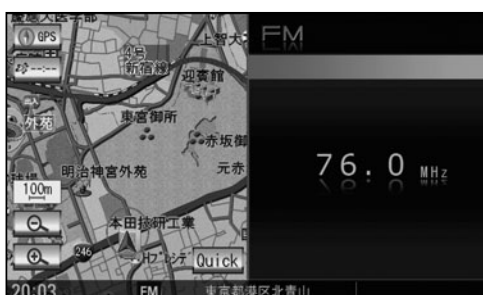 慶應大医学部
GPS
上智大
FM
4号
新宿線
--:--
迎賓館
外苑
東宮御所
赤坂御
明治神宮外苑
元赤
76.0 MHz
100m
本田技研工業
246
Quick
20:03
FM
東京都港区北青山